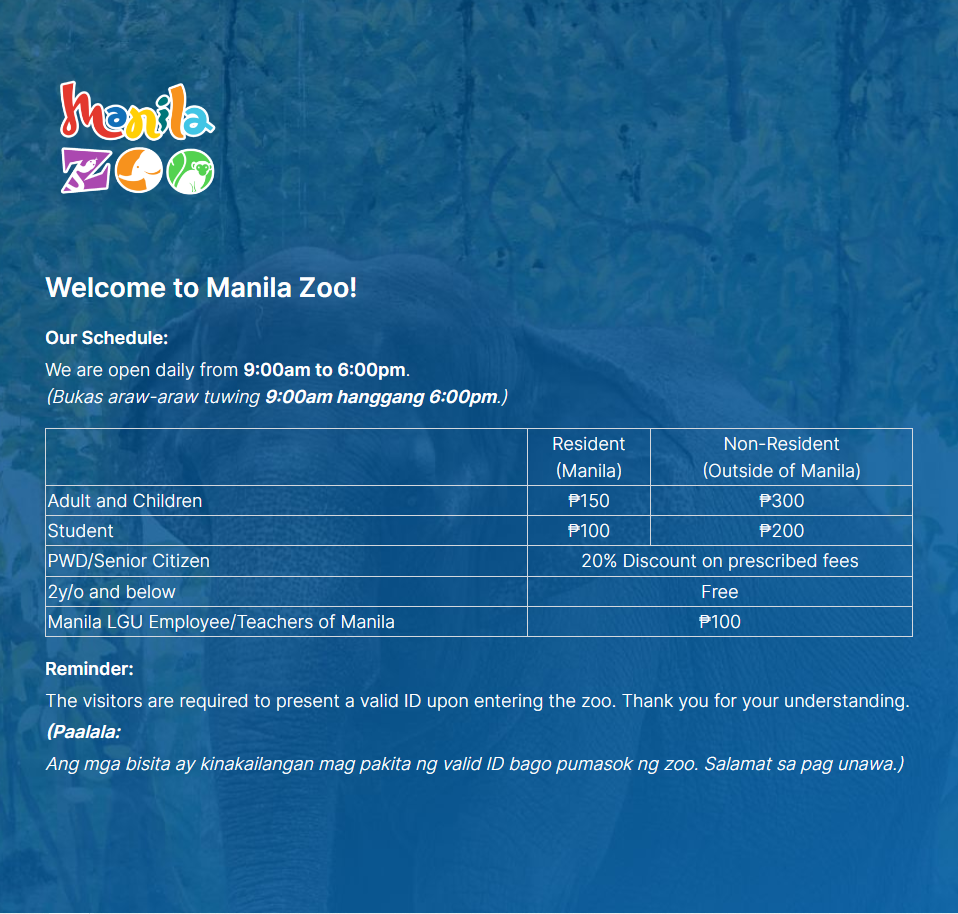 Manila
ZOO
Welcome to Manila Zoo!
Our Schedule:
We are open daily from 9:00am to 6:00pm.
(Bukas araw-araw tuwing 9:00am hanggang 6:00pm.)
Resident Non-Resident
(Manila) (Outside of Manila)
Adult and Children ₱150 ₱300
Student ₱100 ₱200
PWD/Senior Citizen 20% Discount on prescribed fees
2y/o and below Free
Manila LGU Employee/Teachers of Manila ₱100
Reminder:
The visitors are required to present a valid ID upon entering the zoo. Thank you for your understanding.
(Paalala:
Ang mga bisita ay kinakailangan mag pakita ng valid ID bago pumasok ng zoo. Salamat sa pag unawa.)